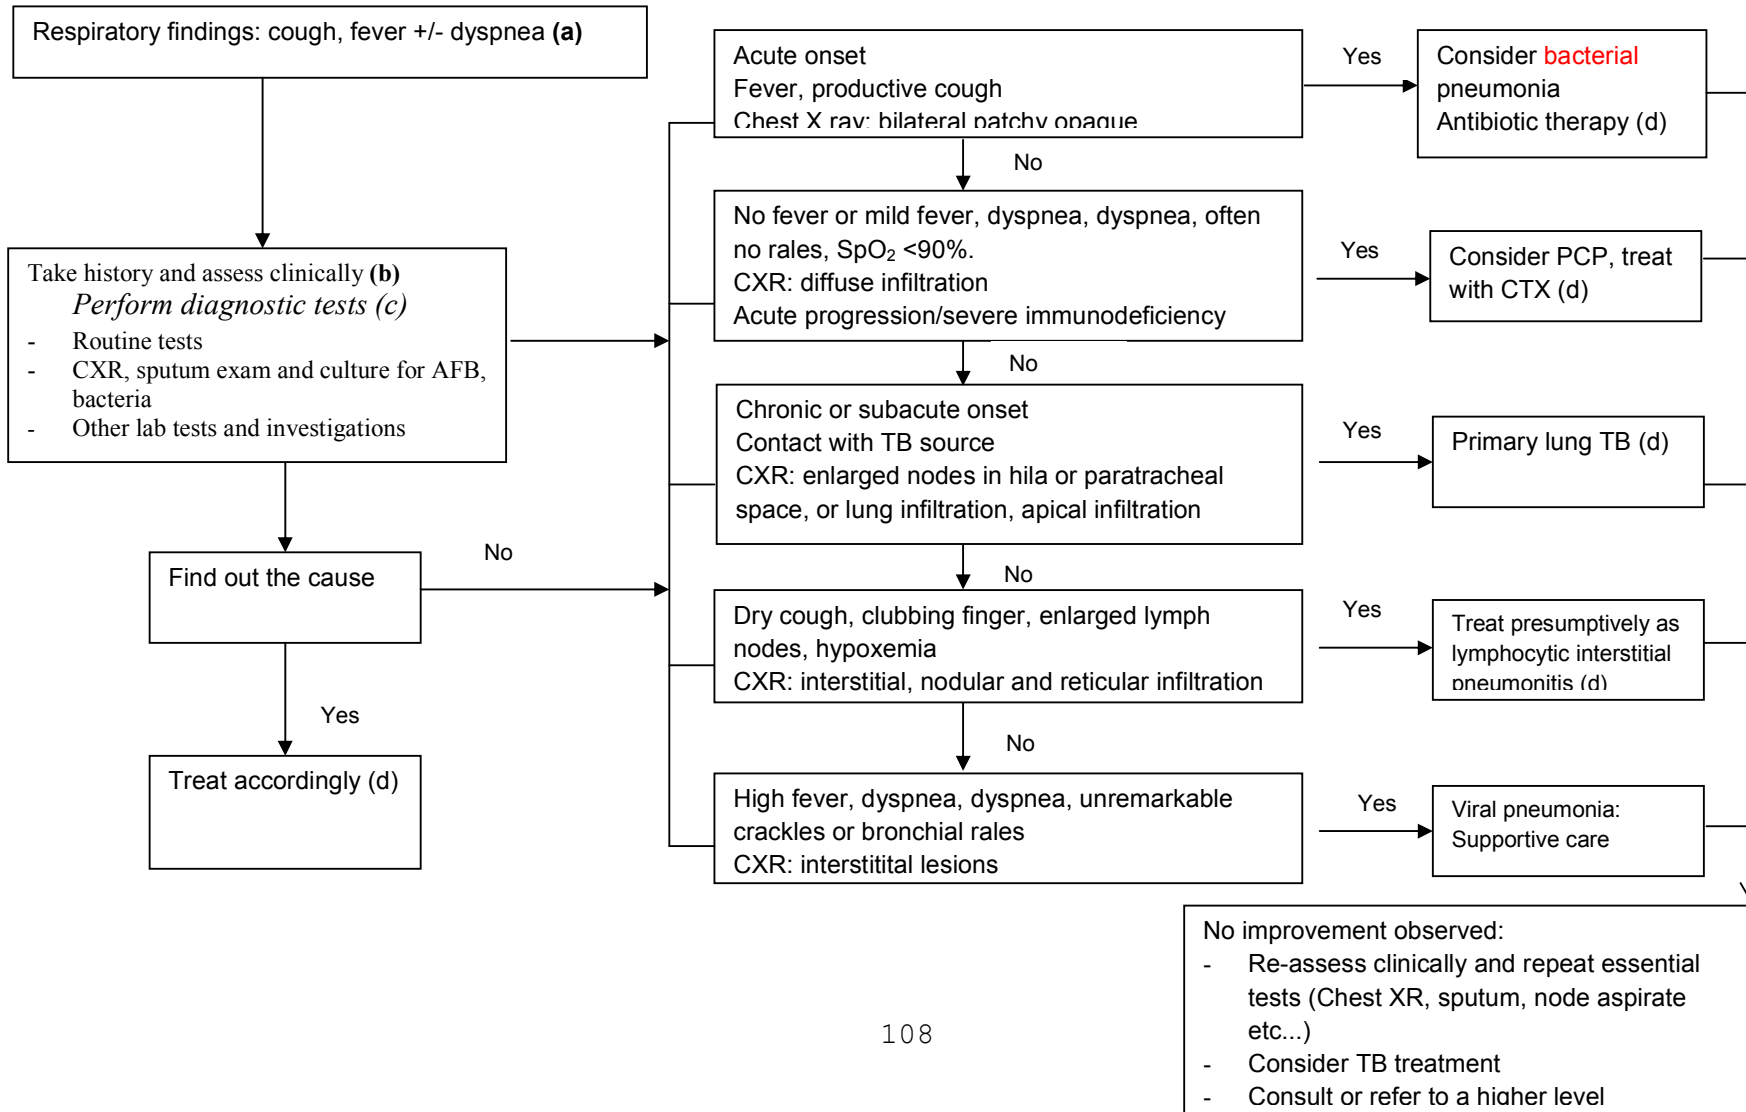 Respiratory findings: cough, fever +/- dyspnea (a)
Take history and assess clinically (b)
Perform diagnostic tests (c)
- Routine tests
- CXR, sputum exam and culture for AFB,
bacteria
- Other lab tests and investigations
Find out the cause
No
Yes
Treat accordingly (d)
Acute onset
Fever, productive cough
Chest X ray: bilateral patchy opaque
Yes
Consider bacterial
pneumonia
Antibiotic therapy (d)
No
No fever or mild fever, dyspnea, dyspnea, often
no rales, SpO2 <90%.
CXR: diffuse infiltration
Acute progression/severe immunodeficiency
Yes
Consider PCP, treat
with CTX (d)
No
Chronic or subacute onset
Contact with TB source
CXR: enlarged nodes in hila or paratracheal
space, or lung infiltration, apical infiltration
Yes
Primary lung TB (d)
No
Dry cough, clubbing finger, enlarged lymph
nodes, hypoxemia
CXR: interstitial, nodular and reticular infiltration
Yes
Treat presumptively as
lymphocytic interstitial
pneumonitis (d)
No
High fever, dyspnea, dyspnea, unremarkable
crackles or bronchial rales
CXR: interstitital lesions
Yes
Viral pneumonia:
Supportive care
No improvement observed:
- Re-assess clinically and repeat essential
tests (Chest XR, sputum, node aspirate
etc...)
- Consider TB treatment
- Consult or refer to a higher level
108